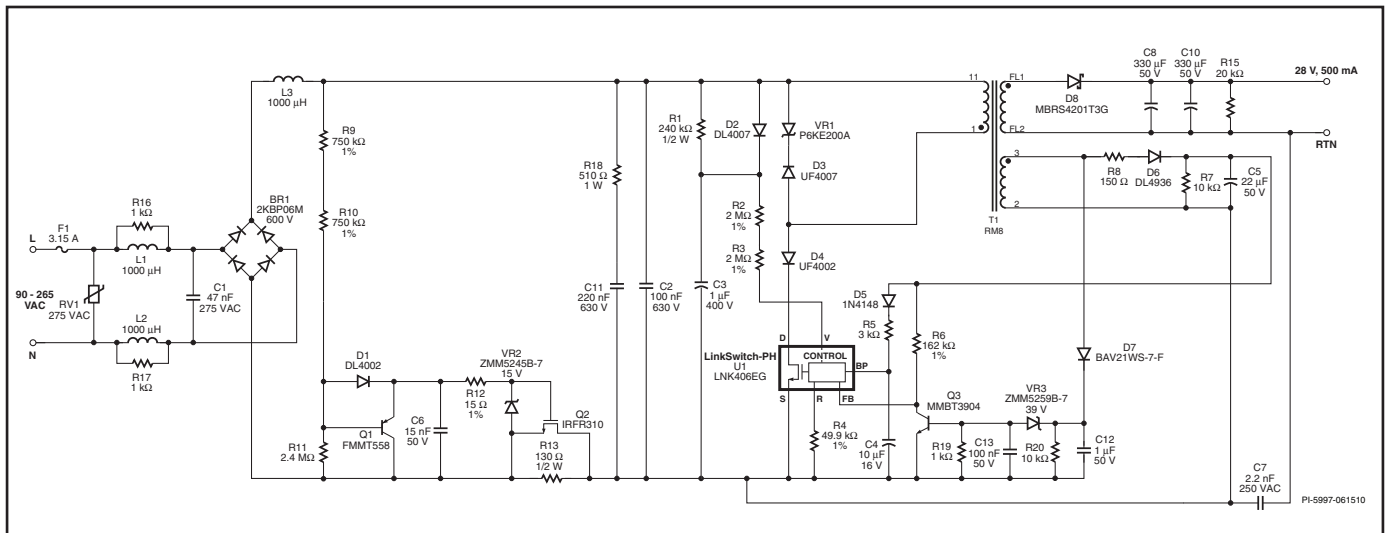 L3
1000 µH
R9
750 kΩ
1%
R10
750 kΩ
1%
R16
1 kΩ
BR1
2KBP06M
600 V
F1
3.15 A
L
L1
1000 µH
90 - 265
VAC
RV1
275 VAC
C1
47 nF
275 VAC
L2
1000 µH
N
R17
1 kΩ
D1
DL4002
R11
2.4 MΩ
Q1
FMMT558
C6
15 nF
50 V
R12
15 Ω
1%
VR2
ZMM5245B-7
15 V
Q2
IRFR310
R13
130 Ω
1/2 W
R18
510 Ω
1 W
C11
220 nF
630 V
C2
100 nF
630 V
R1
240 kΩ
1/2 W
C3
1 µF
400 V
D2
DL4007
VR1
P6KE200A
D3
UF4007
R2
2 MΩ
1%
R3
2 MΩ
1%
D4
UF4002
D
V
LinkSwitch-PH
U1
LNK406EG
CONTROL
BP
S
R
FB
R4
49.9 kΩ
1%
D5
1N4148
R5
3 kΩ
C4
10 µF
16 V
R6
162 kΩ
1%
Q3
MMBT3904
R19
1 kΩ
C13
100 nF
50 V
VR3
ZMM5259B-7
39 V
R20
10 kΩ
D7
BAV21WS-7-F
C12
1 µF
50 V
11
1
FL1
FL2
3
2
T1
RM8
D8
MBRS4201T3G
C8
330 µF
50 V
C10
330 µF
50 V
R15
20 kΩ
28 V, 500 mA
RTN
R8
150 Ω
D6
DL4936
R7
10 kΩ
C5
22 µF
50 V
C7
2.2 nF
250 VAC
PI-5997-061510